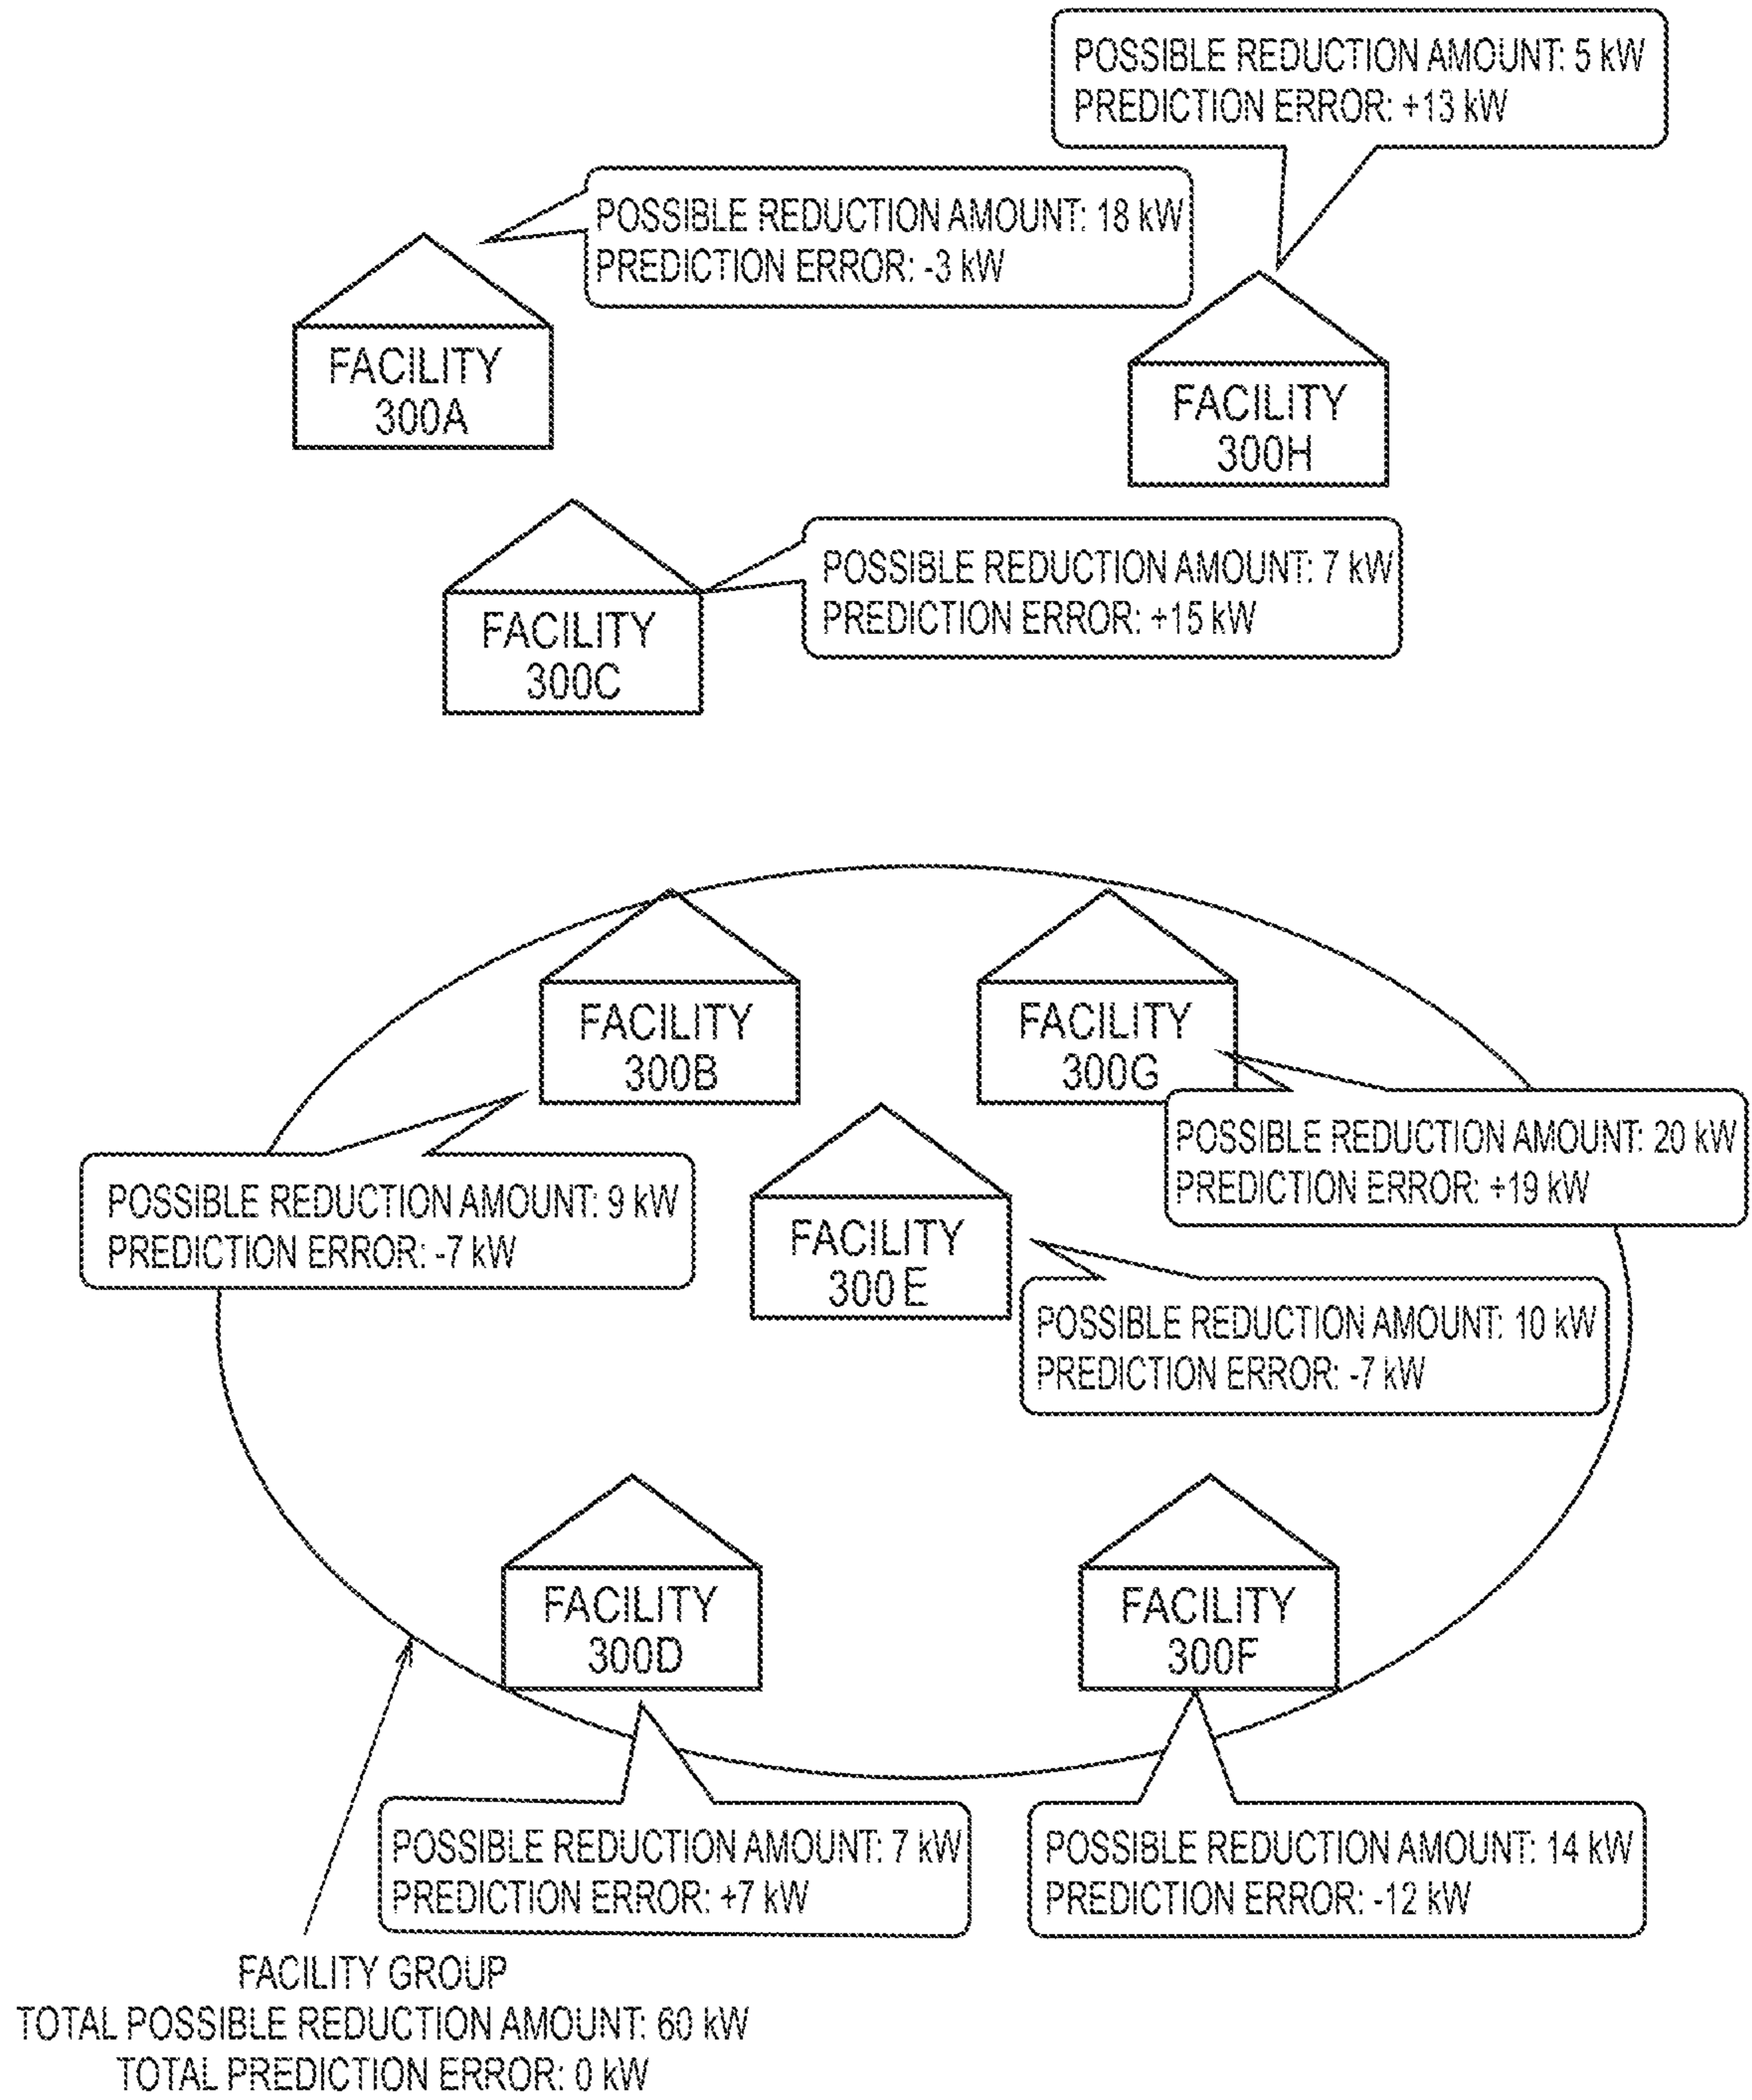 POSSIBLE REDUCTION AMOUNT: 5 kW
PREDICTION ERROR: +13 kW
POSSIBLE REDUCTION AMOUNT: 18 kW
PREDICTION ERROR: -3 kW
FACILITY
300A
FACILITY
300H
POSSIBLE REDUCTION AMOUNT: 7 kW
PREDICTION ERROR: +15 kW
FACILITY
300C
FACILITY
300B
FACILITY
300G
POSSIBLE REDUCTION AMOUNT: 20 kW
PREDICTION ERROR: +19 kW
POSSIBLE REDUCTION AMOUNT: 9 kW
PREDICTION ERROR: -7 kW
FACILITY
300 E
POSSIBLE REDUCTION AMOUNT: 10 kW
PREDICTION ERROR: -7 kW
FACILITY
300D
FACILITY
300F
POSSIBLE REDUCTION AMOUNT: 7 kW
PREDICTION ERROR: +7 kW
POSSIBLE REDUCTION AMOUNT: 14 kW
PREDICTION ERROR: -12 kW
FACILITY GROUP
TOTAL POSSIBLE REDUCTION AMOUNT: 60 kW
TOTAL PREDICTION ERROR: 0 kW